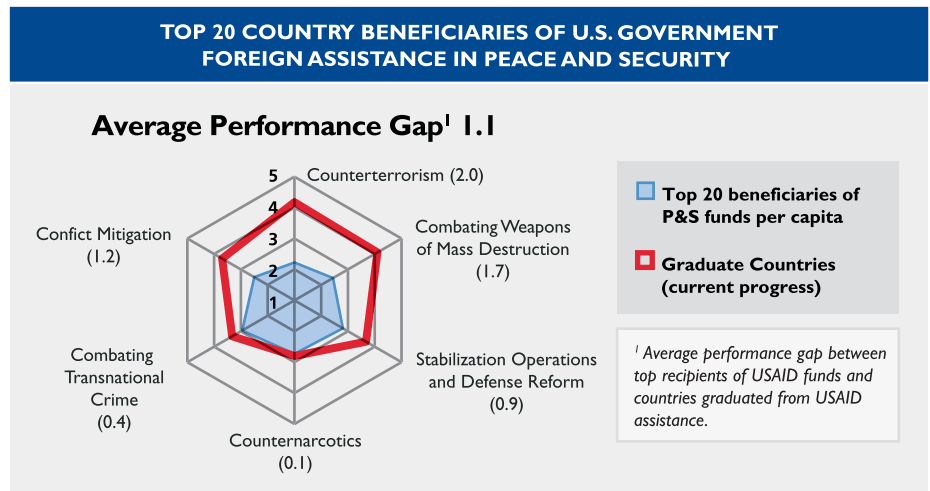 TOP 20 COUNTRY BENEFICIARIES OF U.S. GOVERNMENT
FOREIGN ASSISTANCE IN PEACE AND SECURITY
Average Performance Gap¹ 1.1
5
Counterterrorism (2.0)
4
3
2
1
Combating Weapons
of Mass Destruction
(1.7)
Stabilization Operations
and Defense Reform
(0.9)
Counternarcotics
(0.1)
Combating
Transnational
Crime
(0.4)
Confict Mitigation
(1.2)
Top 20 beneficiaries of
P&S funds per capita
Graduate Countries
(current progress)
¹ Average performance gap between
top recipients of USAID funds and
countries graduated from USAID
assistance.